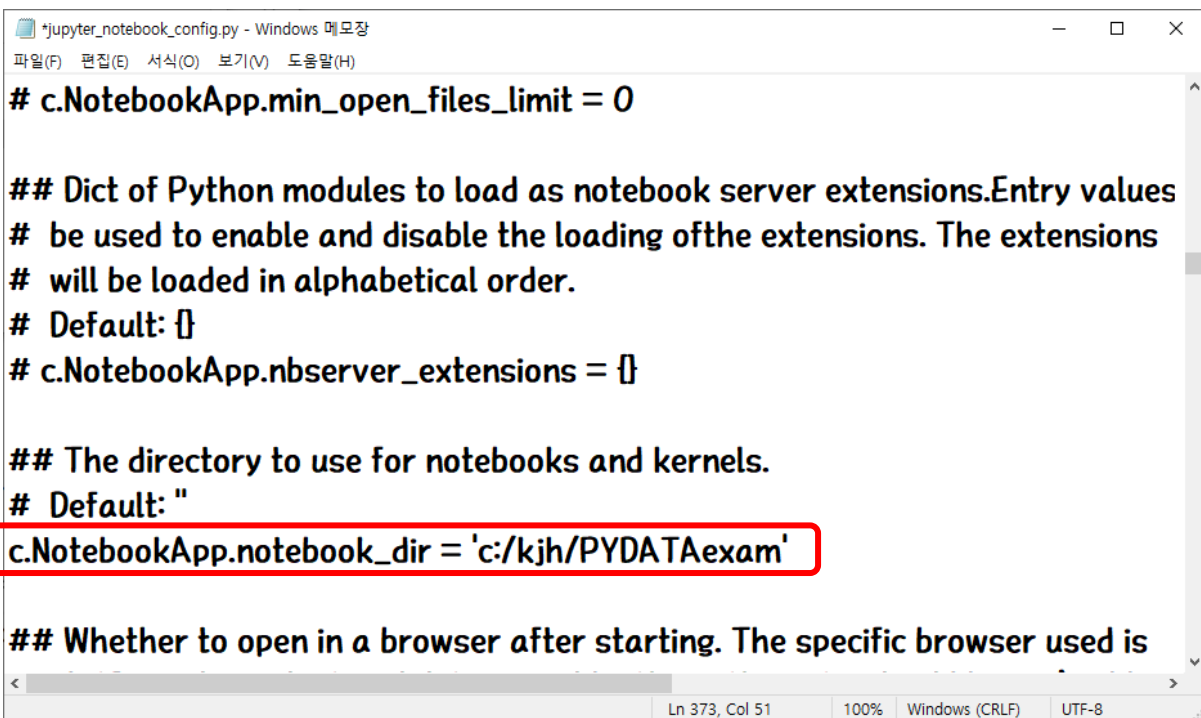 *jupyter_notebook_config.py - Windows 메모장
파일(F) 편집(E) 서식(O) 보기(V) 도움말(H)
# c.NotebookApp.min_open_files_limit = 0
## Dict of Python modules to load as notebook server extensions.Entry values
#  be used to enable and disable the loading ofthe extensions. The extensions
#  will be loaded in alphabetical order.
#  Default: {}
# c.NotebookApp.nbserver_extensions = {}
## The directory to use for notebooks and kernels.
#  Default: ''
c.NotebookApp.notebook_dir = 'c:/kjh/PYDATAexam'
## Whether to open in a browser after starting. The specific browser used is
Ln 373, Col 51 100% Windows (CRLF) UTF-8